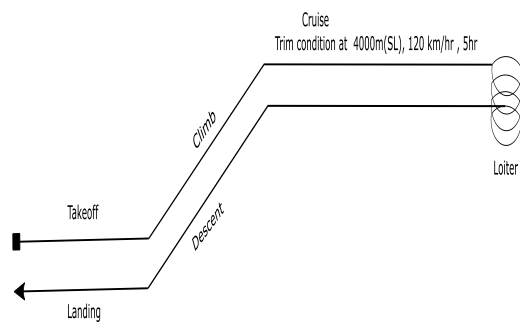 Cruise
Trim condition at 4000m(SL), 120 km/hr , 5hr
Climb
Loiter
Takeoff
Descent
Landing